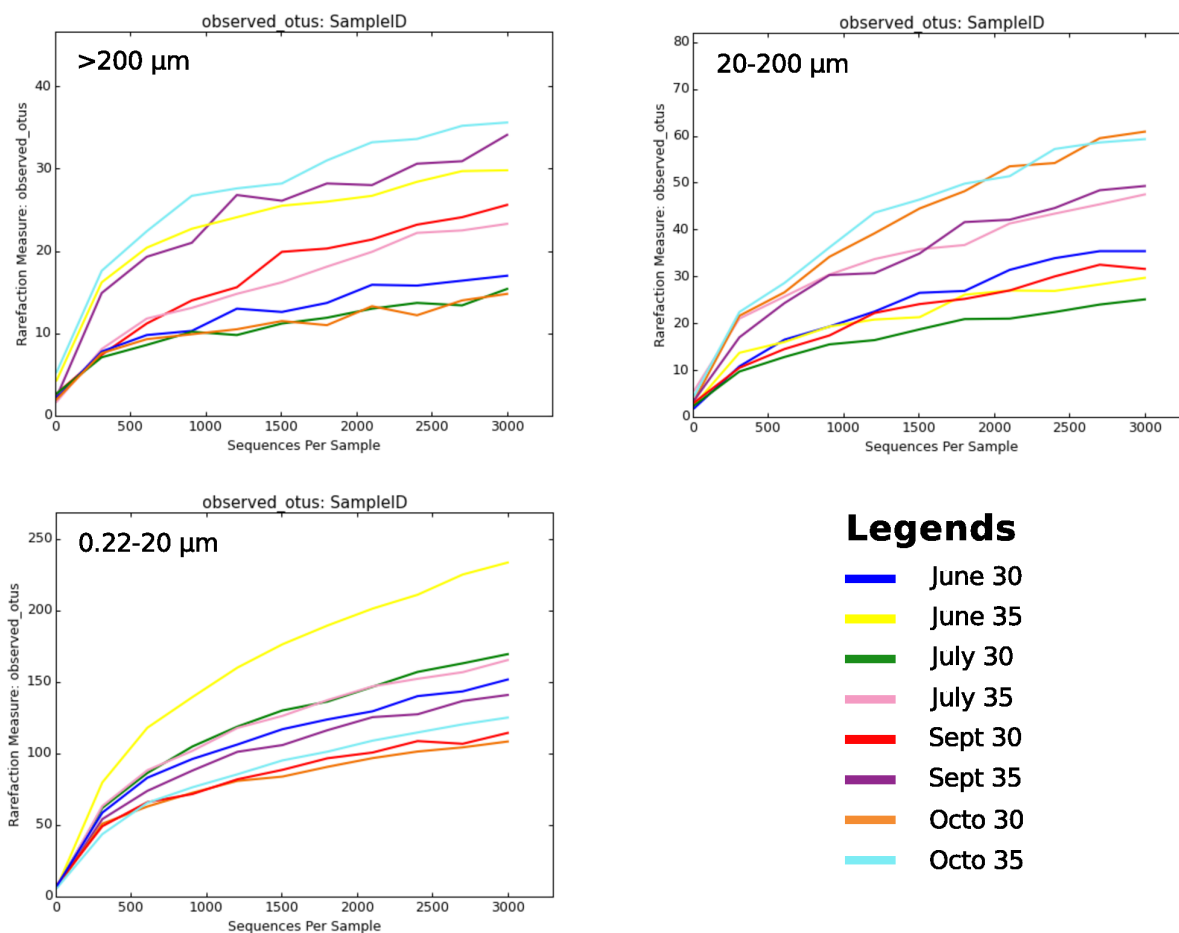 observed_otus: SampleID
>200 µm
Rarefaction Measure: observed_otus
40
30
20
10
0
0 500 1000 1500 2000 2500 3000
Sequences Per Sample
observed_otus: SampleID
20-200 µm
Rarefaction Measure: observed_otus
80
70
60
50
40
30
20
10
0
0 500 1000 1500 2000 2500 3000
Sequences Per Sample
observed_otus: SampleID
0.22-20 µm
Rarefaction Measure: observed_otus
250
200
150
100
50
0
0 500 1000 1500 2000 2500 3000
Sequences Per Sample
Legends
June 30
June 35
July 30
July 35
Sept 30
Sept 35
Octo 30
Octo 35